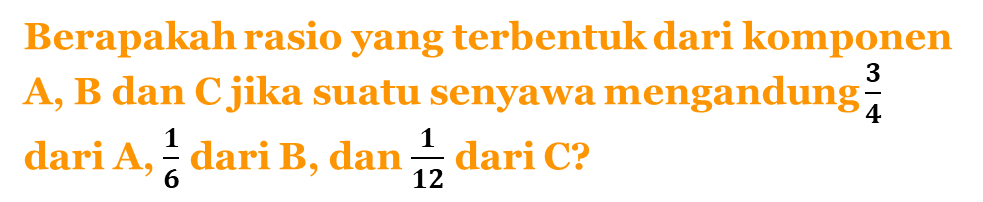 Berapakah rasio yang terbentuk dari komponen
A, B dan C jika suatu senyawa mengandung 3/4
dari A, 1/6 dari B, dan 1/12 dari C?